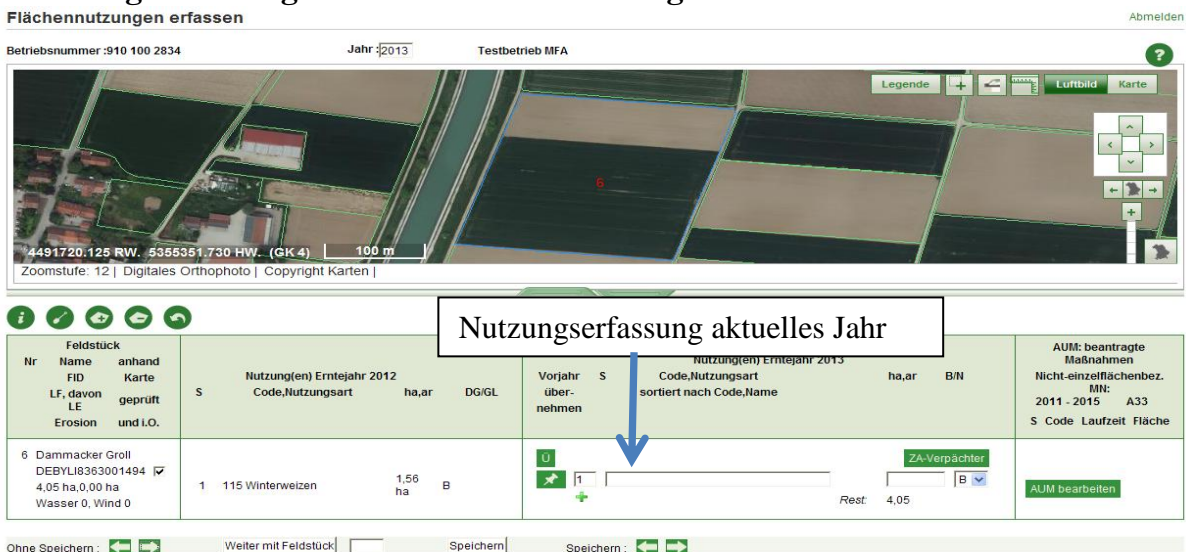 Flächennutzungen erfassen
Abmelden
Betriebsnummer :910 100 2834
Jahr :2013
Testbetrieb MFA
?
Legende
Luftbild
Karte
6
4491720.125 RW. 5355351.730 HW. (GK 4)
100 m
Zoomstufe: 12 | Digitales Orthophoto | Copyright Karten |
Nutzungserfassung aktuelles Jahr
Feldstück
Nr Name anhand
FID Karte
LF, davon geprüft
LE
Erosion und i.O.
Nutzung(en) Erntejahr 2012
S Code,Nutzungsart ha,ar DG/GL
Nutzung(en) Erntejahr 2013
Vorjahr S Code,Nutzungsart ha,ar B/N
über- sortiert nach Code,Name
nehmen
AUM: beantragte
Maßnahmen
Nicht-einzelflächenbez.
MN:
2011 - 2015 A33
S Code Laufzeit Fläche
6 Dammacker Groll
DEBYLI8363001494
4,05 ha,0,00 ha
Wasser 0, Wind 0
1 115 Winterweizen 1,56 ha B
Ü
ZA-Verpächter
1
B
Rest: 4,05
AUM bearbeiten
Ohne Speichern :
Weiter mit Feldstück
Speichern
Speichern :